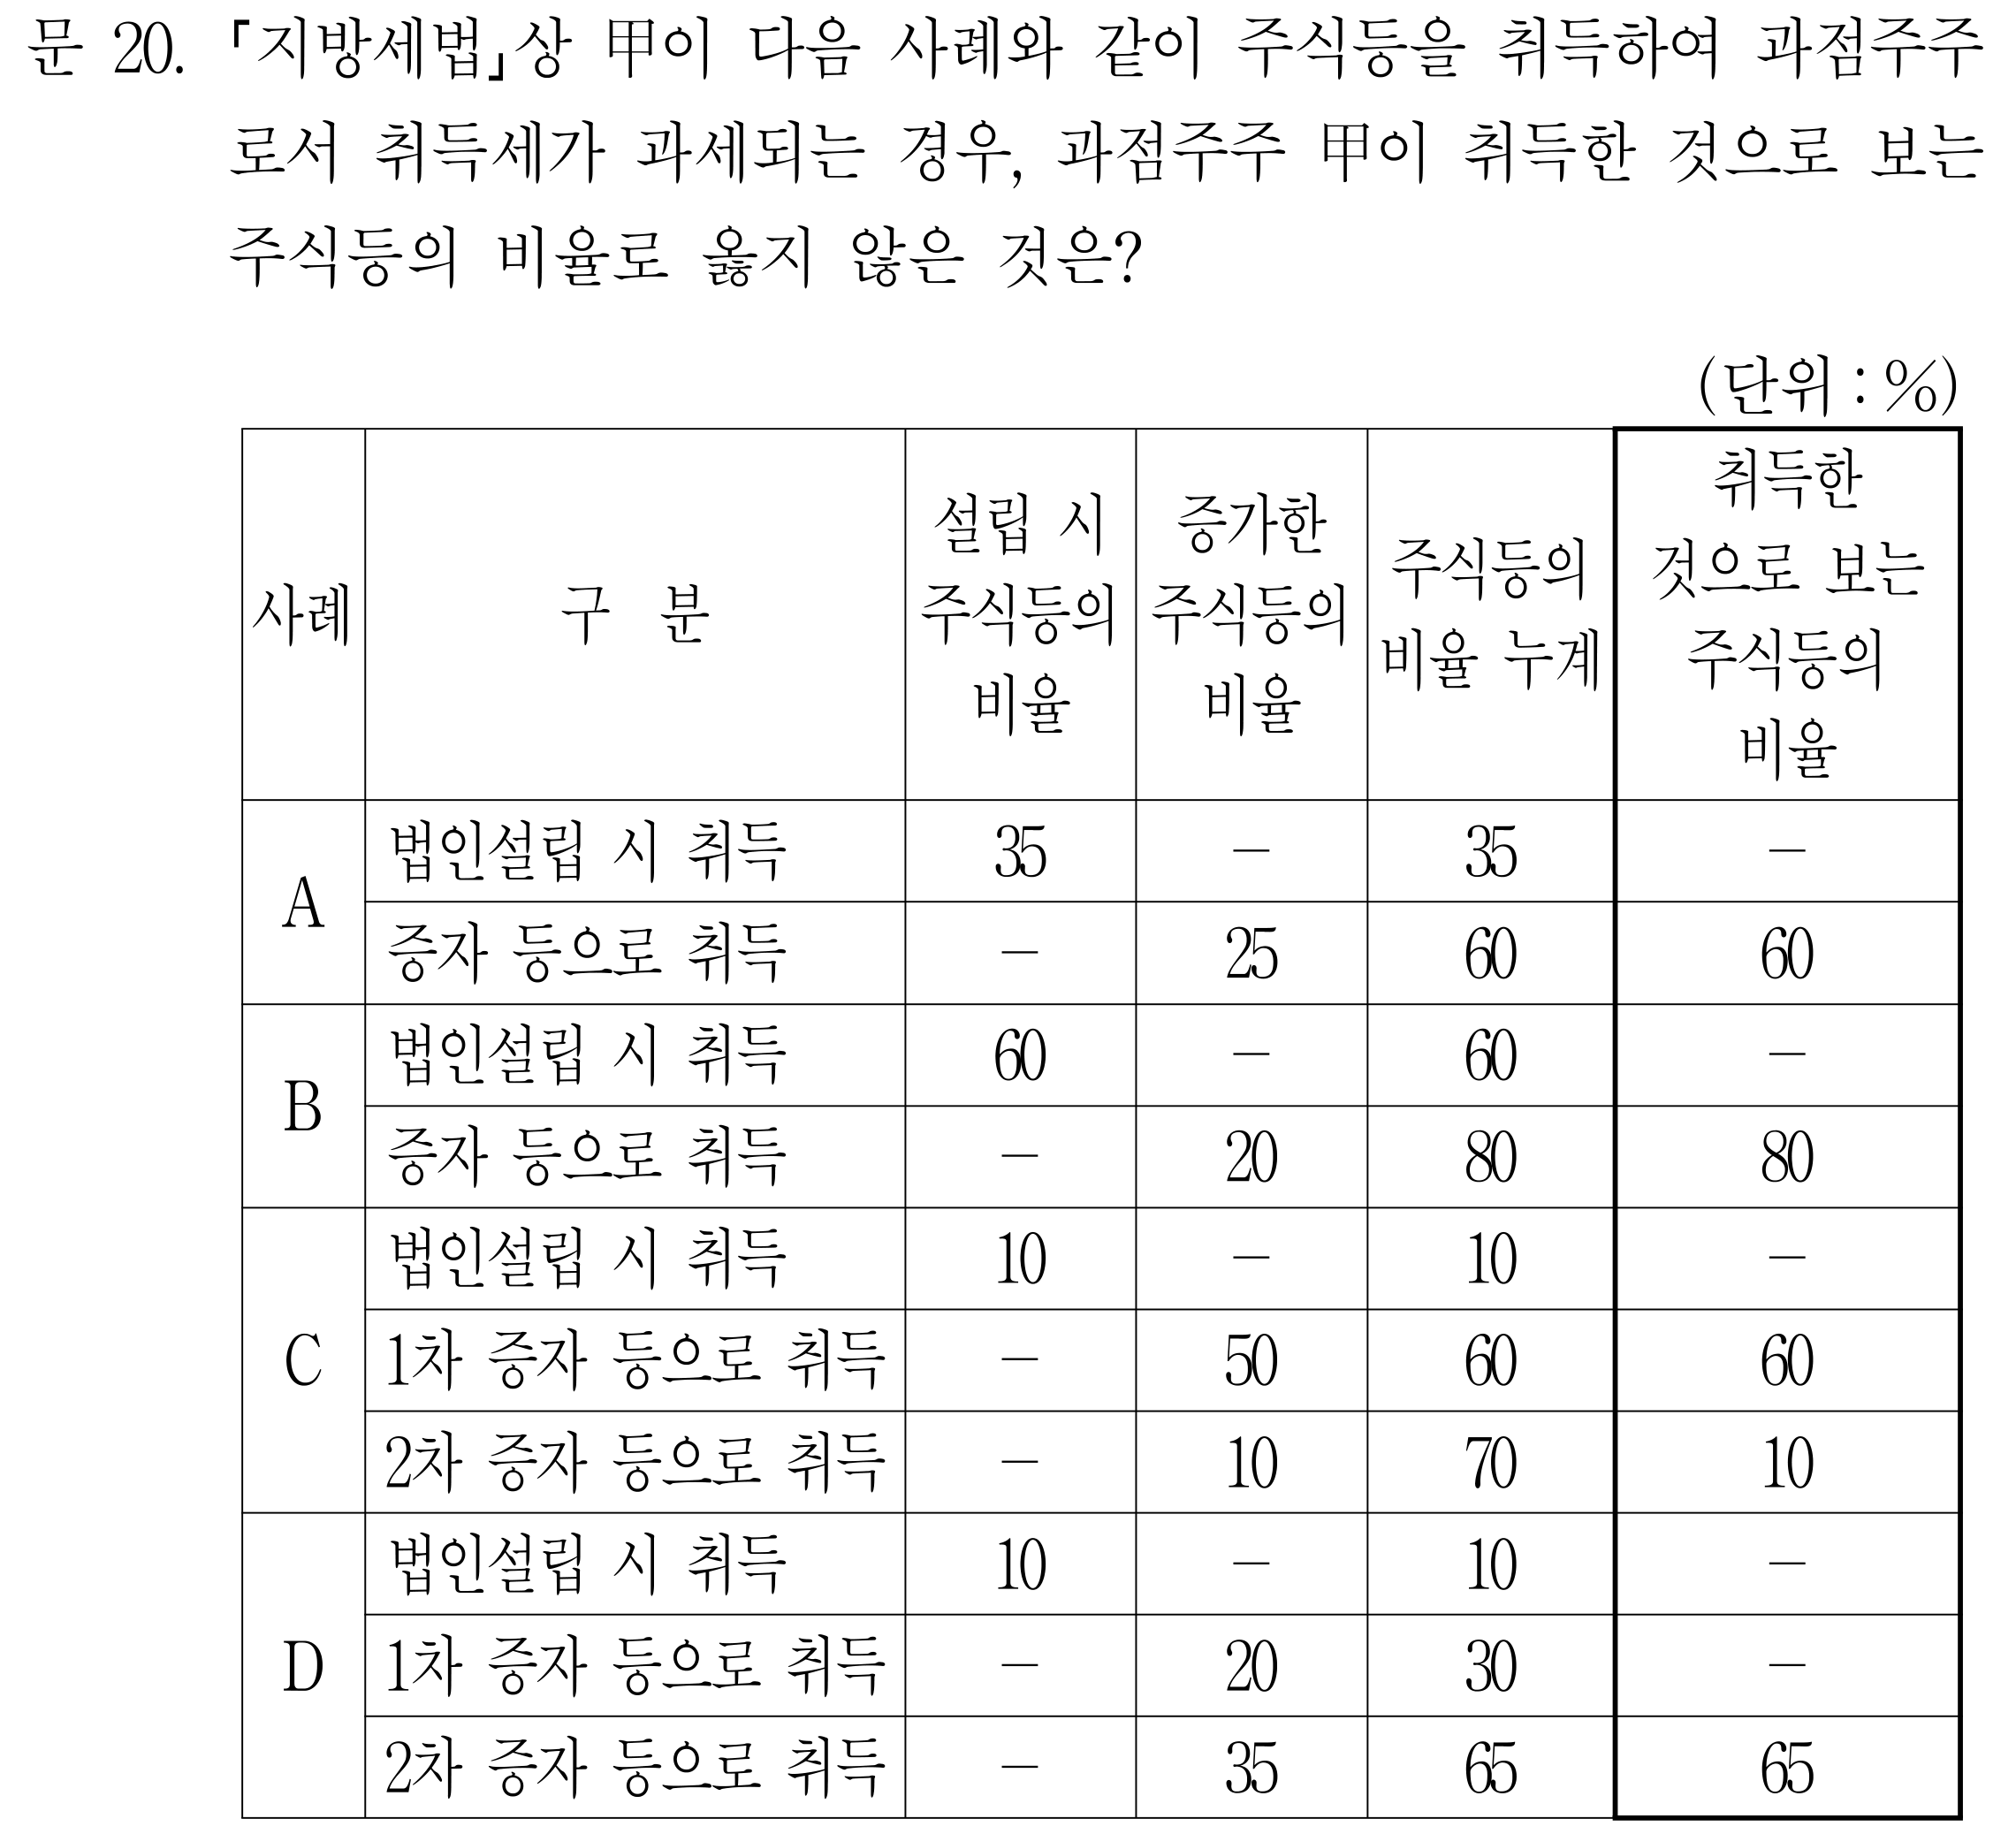 문 20. 「지방세법」상 甲이 다음 사례와 같이 주식등을 취득하여 과점주주
로서 취득세가 과세되는 경우, 과점주주 甲이 취득한 것으로 보는
주식등의 비율로 옳지 않은 것은?
(단위 : %)
사례 구 분 설립 시 주식등의 비율 증가한 주식등의 비율 주식등의 비율 누계 취득한 것으로 보는 주식등의 비율
A 법인설립 시 취득 35 － 35 －
증자 등으로 취득 － 25 60 60
B 법인설립 시 취득 60 － 60 －
증자 등으로 취득 － 20 80 80
C 법인설립 시 취득 10 － 10 －
1차 증자 등으로 취득 － 50 60 60
2차 증자 등으로 취득 － 10 70 10
D 법인설립 시 취득 10 － 10 －
1차 증자 등으로 취득 － 20 30 －
2차 증자 등으로 취득 － 35 65 65